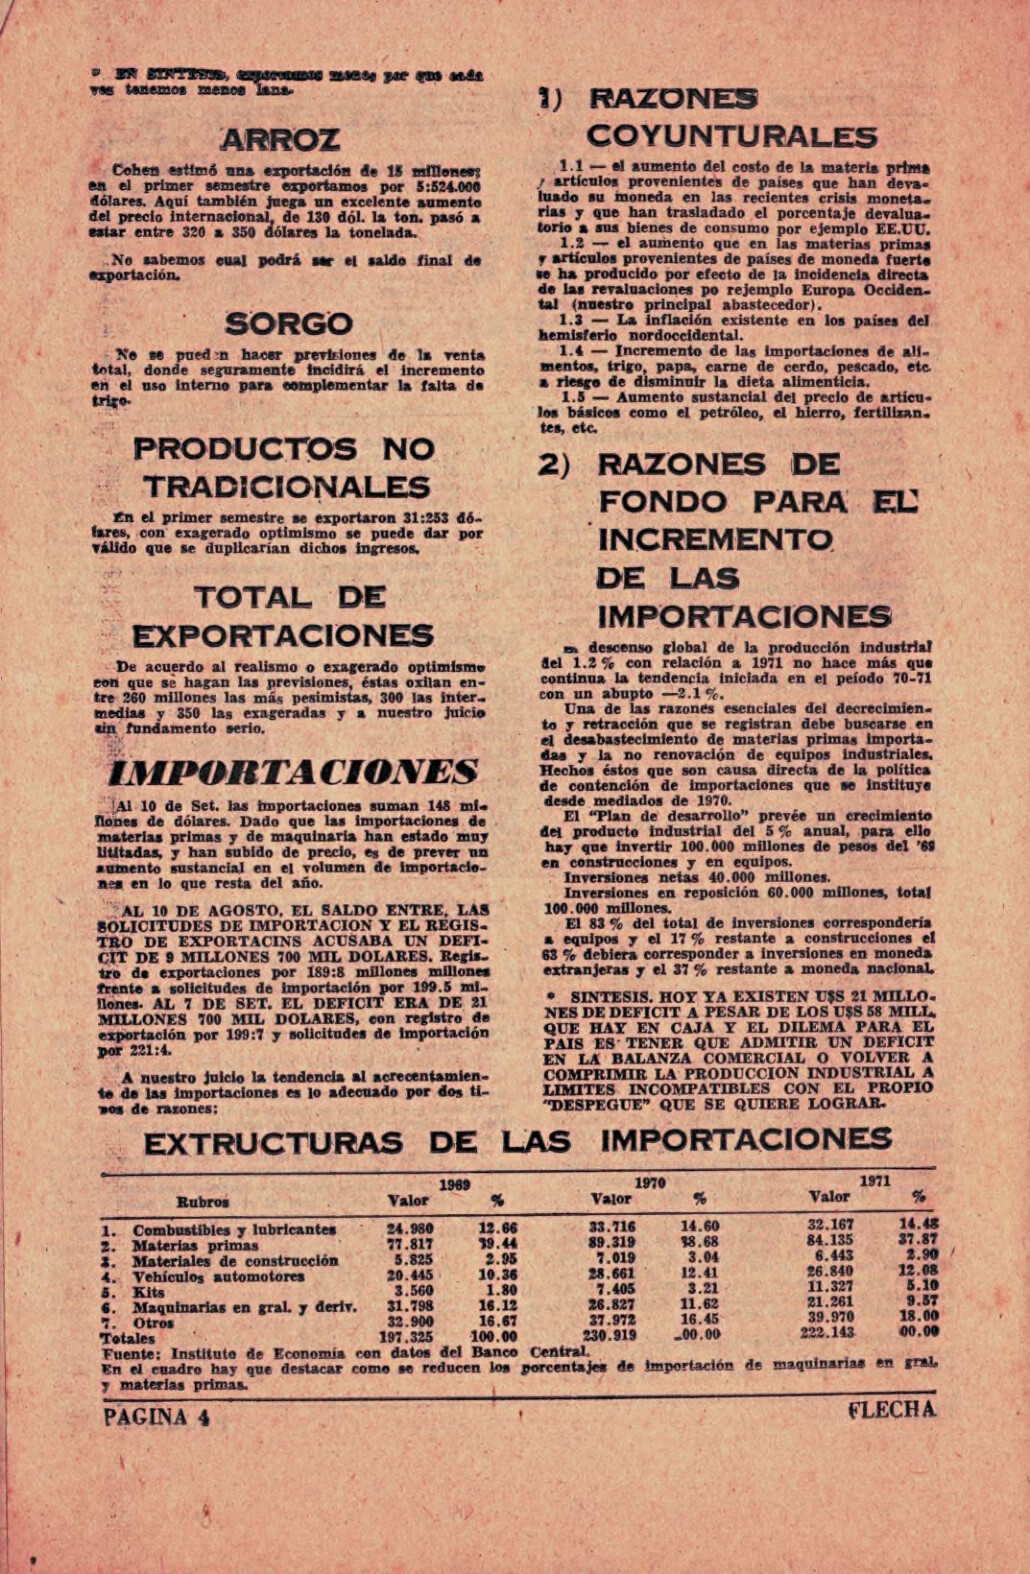 * EN SINTESIS, exportamos menos por que cada
vez tenemos menos lana.
ARROZ
Cohen estimó una exportación de 15 millones;
en el primer semestre exportamos por 5:524.000
dólares. Aquí también juega un excelente aumento
del precio internacional, de 130 dól. la ton. pasó a
estar entre 320 a 350 dólares la tonelada.
No sabemos cual podrá ser el saldo final de
exportación.
SORGO
No se pueden hacer previsiones de la venta
total, donde seguramente incidirá el incremento
en el uso interno para complementar la falta de
trigo.
PRODUCTOS NO
TRADICIONALES
En el primer semestre se exportaron 31:253 dó-
lares, con exagerado optimismo se puede dar por
válido que se duplicarían dichos ingresos.
TOTAL DE
EXPORTACIONES
De acuerdo al realismo o exagerado optimismo
con que se hagan las previsiones, éstas oxilan en-
tre 260 millones las más pesimistas, 300 las inter-
medias y 350 las exageradas y a nuestro juicio
sin fundamento serio.
IMPORTACIONES
Al 10 de Set. las importaciones suman 148 mi-
llones de dólares. Dado que las importaciones de
materias primas y de maquinaria han estado muy
litítadas, y han subido de precio, es de prever un
aumento sustancial en el volumen de importacio-
nes en lo que resta del año.
AL 10 DE AGOSTO, EL SALDO ENTRE, LAS
SOLICITUDES DE IMPORTACION Y EL REGIS-
TRO DE EXPORTACINS ACUSABA UN DEFI-
CIT DE 9 MILLONES 700 MIL DOLARES. Regis-
tro de exportaciones por 189:8 millones millones
frente a solicitudes de importación por 199.5 mi-
llones. AL 7 DE SET. EL DEFICIT ERA DE 21
MILLONES 700 MIL DOLARES, con registro de
exportación por 199:7 y solicitudes de importación
por 221:4.
A nuestro juicio la tendencia al acrecentamien-
to de las importaciones es lo adecuado por dos ti-
pos de razones:
1) RAZONES
COYUNTURALES
1.1 — el aumento del costo de la materia prima
y artículos provenientes de países que han deva-
luado su moneda en las recientes crisis moneta-
rias y que han trasladado el porcentaje devalua-
torio a sus bienes de consumo por ejemplo EE.UU.
1.2 — el aumento que en las materias primas
y artículos provenientes de países de moneda fuerte
se ha producido por efecto de la incidencia directa
de las revaluaciones po rejemplo Europa Occiden-
tal (nuestro principal abastecedor).
1.3 — La inflación existente en los países del
hemisferio nordoccidental.
1.4 — Incremento de las importaciones de ali-
mentos, trigo, papa, carne de cerdo, pescado, etc.
a riesgo de disminuir la dieta alimenticia.
1.5 — Aumento sustancial del precio de artícu-
los básicos como el petróleo, el hierro, fertilizan-
tes, etc.
2) RAZONES DE
FONDO PARA EL
INCREMENTO
DE LAS
IMPORTACIONES
descenso global de la producción industrial
del 1.2 % con relación a 1971 no hace más que
continua la tendencia iniciada en el peíodo 70-71
con un abupto —2.1 %.
Una de las razones esenciales del decrecimien-
to y retracción que se registran debe buscarse en
el desabastecimiento de materias primas importa-
das y la no renovación de equipos industriales.
Hechos éstos que son causa directa de la política
de contención de importaciones que se instituye
desde mediados de 1970.
El "Plan de desarrollo" prevée un crecimiento
del producto industrial del 5 % anual, para ello
hay que invertir 100.000 millones de pesos del '69
en construcciones y en equipos.
Inversiones netas 40.000 millones.
Inversiones en reposición 60.000 millones, total
100.000 millones.
El 83 % del total de inversiones correspondería
a equipos y el 17 % restante a construcciones el
63 % debiera corresponder a inversiones en moneda
extranjeras y el 37 % restante a moneda nacional.
* SINTESIS. HOY YA EXISTEN U$S 21 MILLO-
NES DE DEFICIT A PESAR DE LOS U$S 58 MILL.
QUE HAY EN CAJA Y EL DILEMA PARA EL
PAIS ES TENER QUE ADMITIR UN DEFICIT
EN LA BALANZA COMERCIAL O VOLVER A
COMPRIMIR LA PRODUCCION INDUSTRIAL A
LIMITES INCOMPATIBLES CON EL PROPIO
"DESPEGUE" QUE SE QUIERE LOGRAR.
EXTRUCTURAS DE LAS IMPORTACIONES
1969 1970 1971
Rubros Valor % Valor % Valor %
1. Combustibles y lubricantes 24.980 12.66 33.716 14.60 32.167 14.48
2. Materias primas 77.817 39.44 89.319 38.68 84.135 37.87
3. Materiales de construcción 5.825 2.95 7.019 3.04 6.443 2.90
4. Vehículos automotores 20.445 10.36 28.661 12.41 26.840 12.08
5. Kits 3.560 1.80 7.405 3.21 11.327 5.10
6. Maquinarias en gral. y deriv. 31.798 16.12 26.827 11.62 21.261 9.57
7. Otros 32.900 16.67 37.972 16.45 39.970 18.00
Totales 197.325 100.00 230.919 00.00 222.143 00.00
Fuente: Instituto de Economía con datos del Banco Central.
En el cuadro hay que destacar como se reducen los porcentajes de importación de maquinarias en gral.
y materias primas.
PAGINA 4 FLECHA